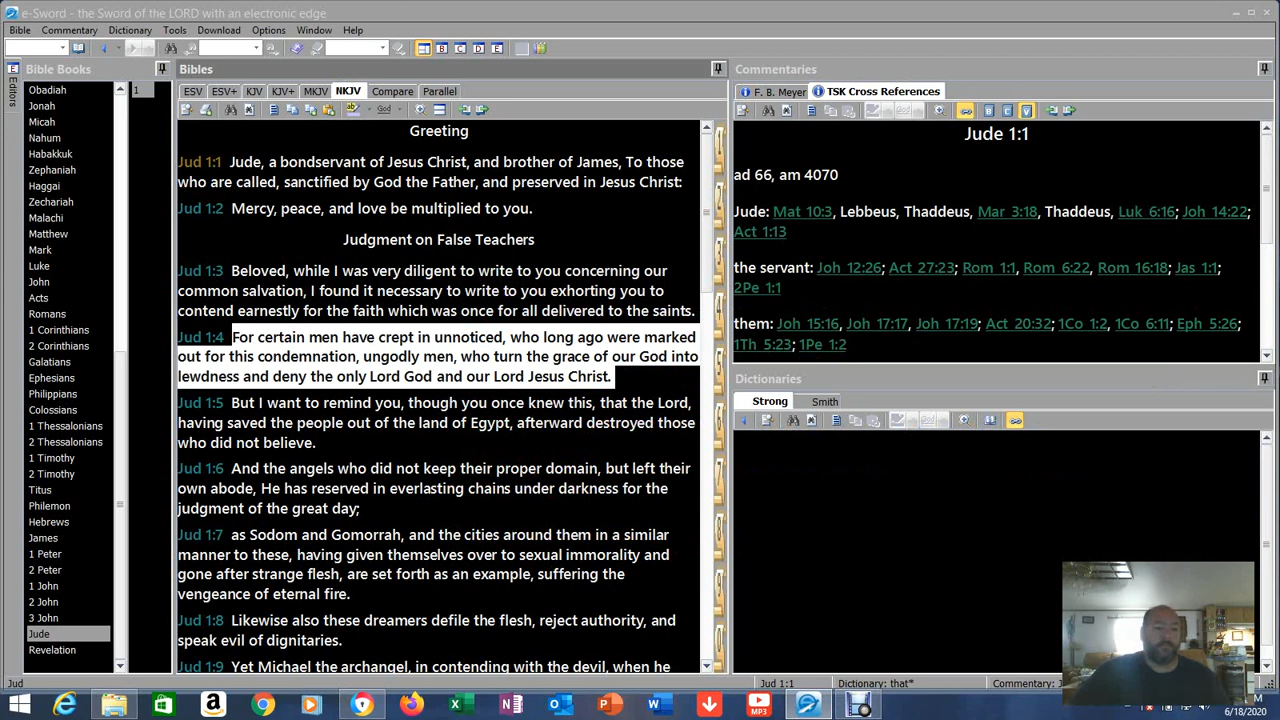 e-Sword - the Sword of the LORD with an electronic edge
Bible Commentary Dictionary Tools Download Options Window Help
B C D E
Editors
Bible Books
Obadiah
Jonah
Micah
Nahum
Habakkuk
Zephaniah
Haggai
Zechariah
Malachi
Matthew
Mark
Luke
John
Acts
Romans
1 Corinthians
2 Corinthians
Galatians
Ephesians
Philippians
Colossians
1 Thessalonians
2 Thessalonians
1 Timothy
2 Timothy
Titus
Philemon
Hebrews
James
1 Peter
2 Peter
1 John
2 John
3 John
Jude
Revelation
1
Bibles
ESV ESV+ KJV KJV+ MKJV NKJV Compare Parallel
God
Greeting
Jud 1:1 Jude, a bondservant of Jesus Christ, and brother of James, To those
who are called, sanctified by God the Father, and preserved in Jesus Christ:
Jud 1:2 Mercy, peace, and love be multiplied to you.
Judgment on False Teachers
Jud 1:3 Beloved, while I was very diligent to write to you concerning our
common salvation, I found it necessary to write to you exhorting you to
contend earnestly for the faith which was once for all delivered to the saints.
Jud 1:4 For certain men have crept in unnoticed, who long ago were marked
out for this condemnation, ungodly men, who turn the grace of our God into
lewdness and deny the only Lord God and our Lord Jesus Christ.
Jud 1:5 But I want to remind you, though you once knew this, that the Lord,
having saved the people out of the land of Egypt, afterward destroyed those
who did not believe.
Jud 1:6 And the angels who did not keep their proper domain, but left their
own abode, He has reserved in everlasting chains under darkness for the
judgment of the great day;
Jud 1:7 as Sodom and Gomorrah, and the cities around them in a similar
manner to these, having given themselves over to sexual immorality and
gone after strange flesh, are set forth as an example, suffering the
vengeance of eternal fire.
Jud 1:8 Likewise also these dreamers defile the flesh, reject authority, and
speak evil of dignitaries.
Jud 1:9 Yet Michael the archangel, in contending with the devil, when he
Commentaries
F. B. Meyer TSK Cross References
God B C V
Jude 1:1
ad 66, am 4070
Jude: Mat 10:3, Lebbeus, Thaddeus, Mar 3:18, Thaddeus, Luk 6:16; Joh 14:22;
Act 1:13
the servant: Joh 12:26; Act 27:23; Rom 1:1, Rom 6:22, Rom 16:18; Jas 1:1;
2Pe 1:1
them: Joh 15:16, Joh 17:17, Joh 17:19; Act 20:32; 1Co 1:2, 1Co 6:11; Eph 5:26;
1Th 5:23; 1Pe 1:2
Dictionaries
Strong Smith
God
Jud Jud 1:1 Dictionary: that* Commentary: J
MP3
M
6/18/2020